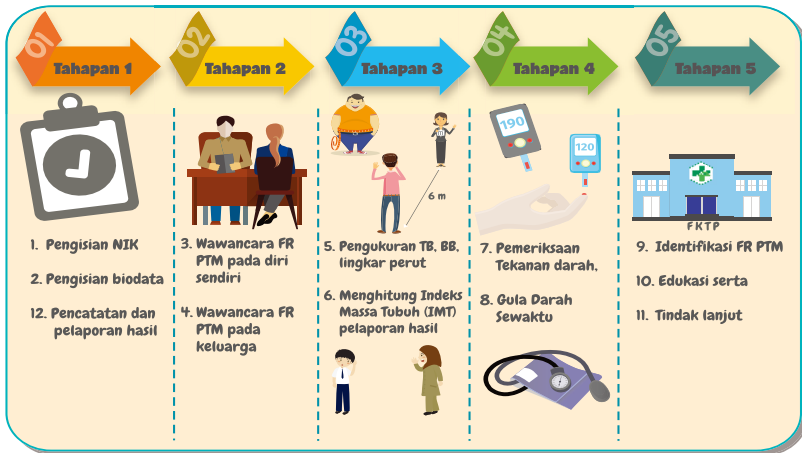 01
Tahapan 1
02
Tahapan 2
03
Tahapan 3
04
Tahapan 4
05
Tahapan 5
1. Pengisian NIK
2. Pengisian biodata
12. Pencatatan dan
pelaporan hasil
3. Wawancara FR
PTM pada diri
sendiri
4. Wawancara FR
PTM pada
keluarga
6 m
5. Pengukuran TB, BB,
lingkar perut
6. Menghitung Indeks
Massa Tubuh (IMT)
pelaporan hasil
190
120
7. Pemeriksaan
Tekanan darah,
8. Gula Darah
Sewaktu
FKTP
9. Identifikasi FR PTM
10. Edukasi serta
11. Tindak lanjut